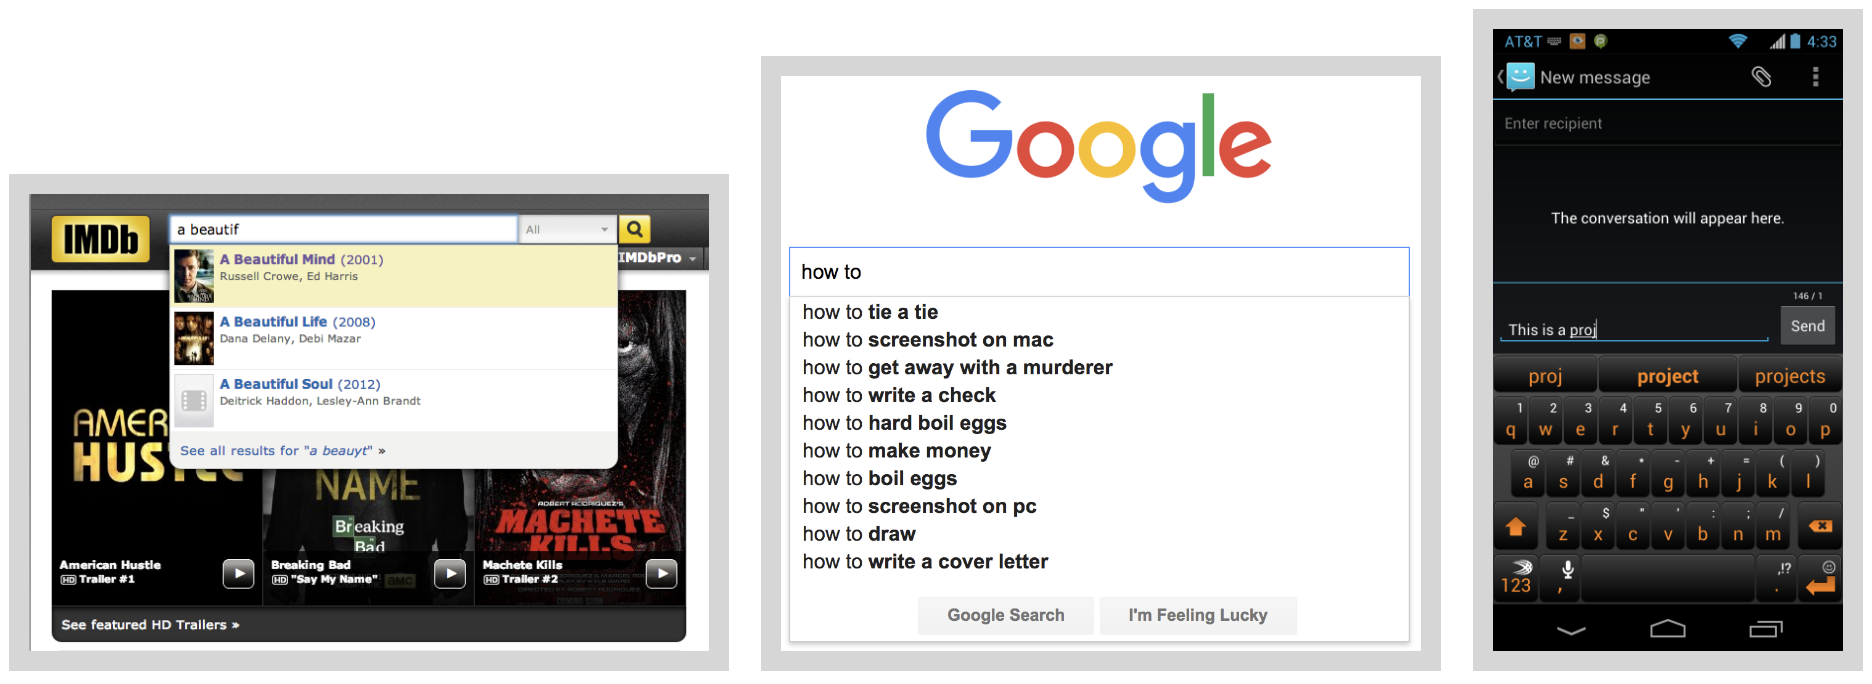 IMDb
a beautif
All
A Beautiful Mind (2001)
Russell Crowe, Ed Harris
IMDbPro
A Beautiful Life (2008)
Dana Delany, Debi Mazar
A Beautiful Soul (2012)
Deitrick Haddon, Lesley-Ann Brandt
See all results for "a beauyt" »
AMER
HUS
NAME
Breaking
Bad
ROBERT RODRIGUEZ'S
MACHETE
KILLS
American Hustle
HD Trailer #1
Breaking Bad
HD "Say My Name"
amc
Machete Kills
HD Trailer #2
COMING SOON
See featured HD Trailers »
Google
how to
how to tie a tie
how to screenshot on mac
how to get away with a murderer
how to write a check
how to hard boil eggs
how to make money
how to boil eggs
how to screenshot on pc
how to draw
how to write a cover letter
Google Search
I'm Feeling Lucky
AT&T
4:33
New message
Enter recipient
The conversation will appear here.
146 / 1
This is a proj
Send
proj project projects
1 2 3 4 5 6 7 8 9 0
q w e r t y u i o p
@ # & * - + = ( )
a s d f g h j k l
_ $ " ' : ; /
z x c v b n m
123 , . ,!?